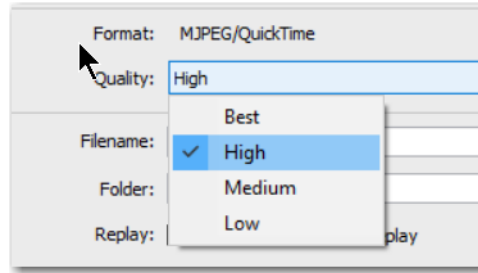 Format: MJPEG/QuickTime
Quality: High
Best
Filename:
High
Folder: Medium
Low
Replay: play